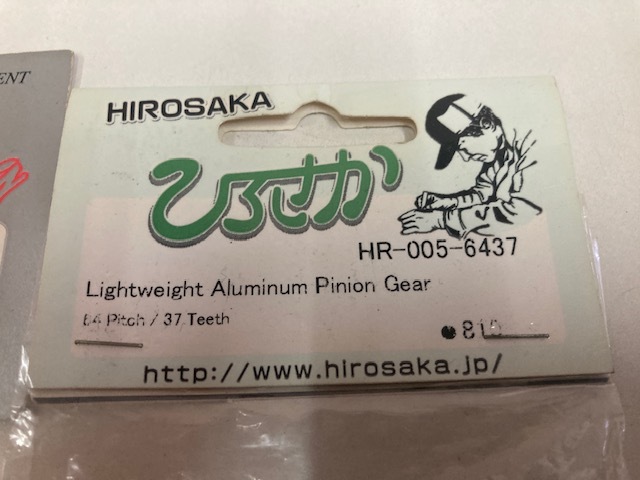 HIROSAKA
ひろさか
HR-005-6437
Lightweight Aluminum Pinion Gear
64 Pitch / 37 Teeth
http://www.hirosaka.jp/